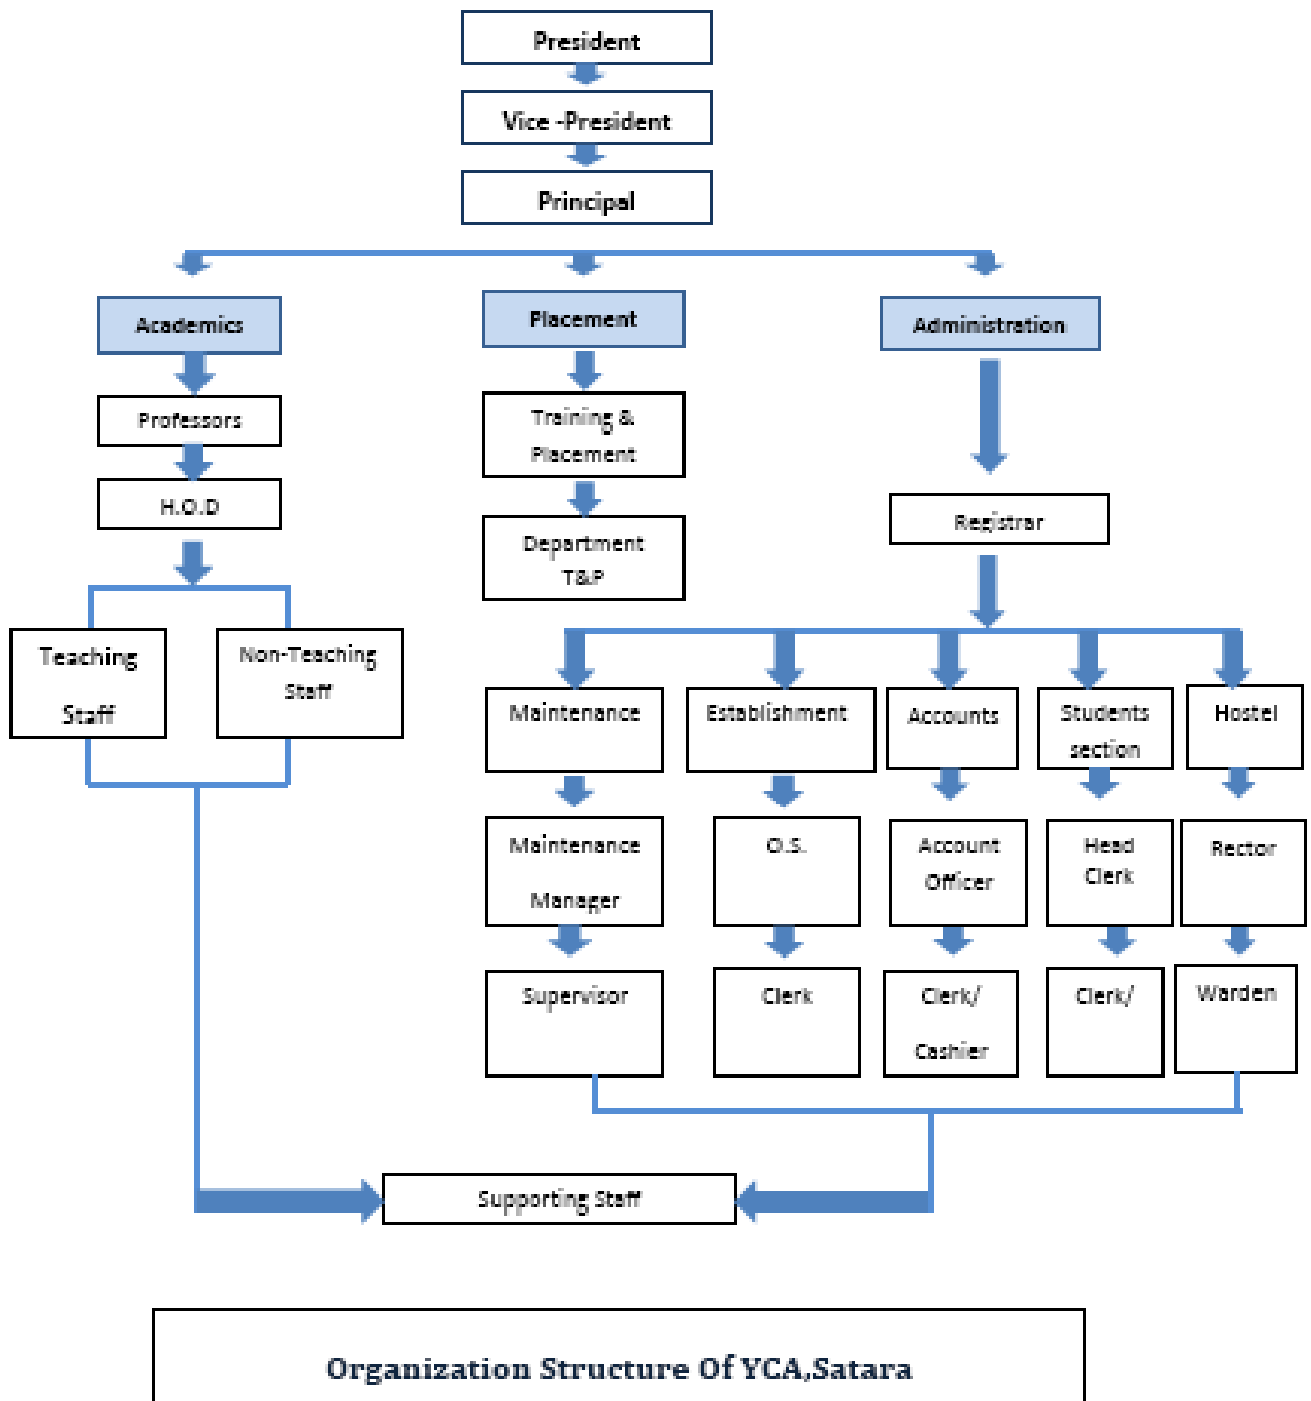 President
Vice -President
Principal
Academics
Placement
Administration
Professors
Training &
Placement
H.O.D
Registrar
Department
T&P
Teaching
Staff
Non-Teaching
Staff
Maintenance
Establishment
Accounts
Students
section
Hostel
Maintenance
Manager
O.S.
Account
Officer
Head
Clerk
Rector
Supervisor
Clerk
Clerk/
Cashier
Clerk/
Warden
Supporting Staff
Organization Structure Of YCA,Satara